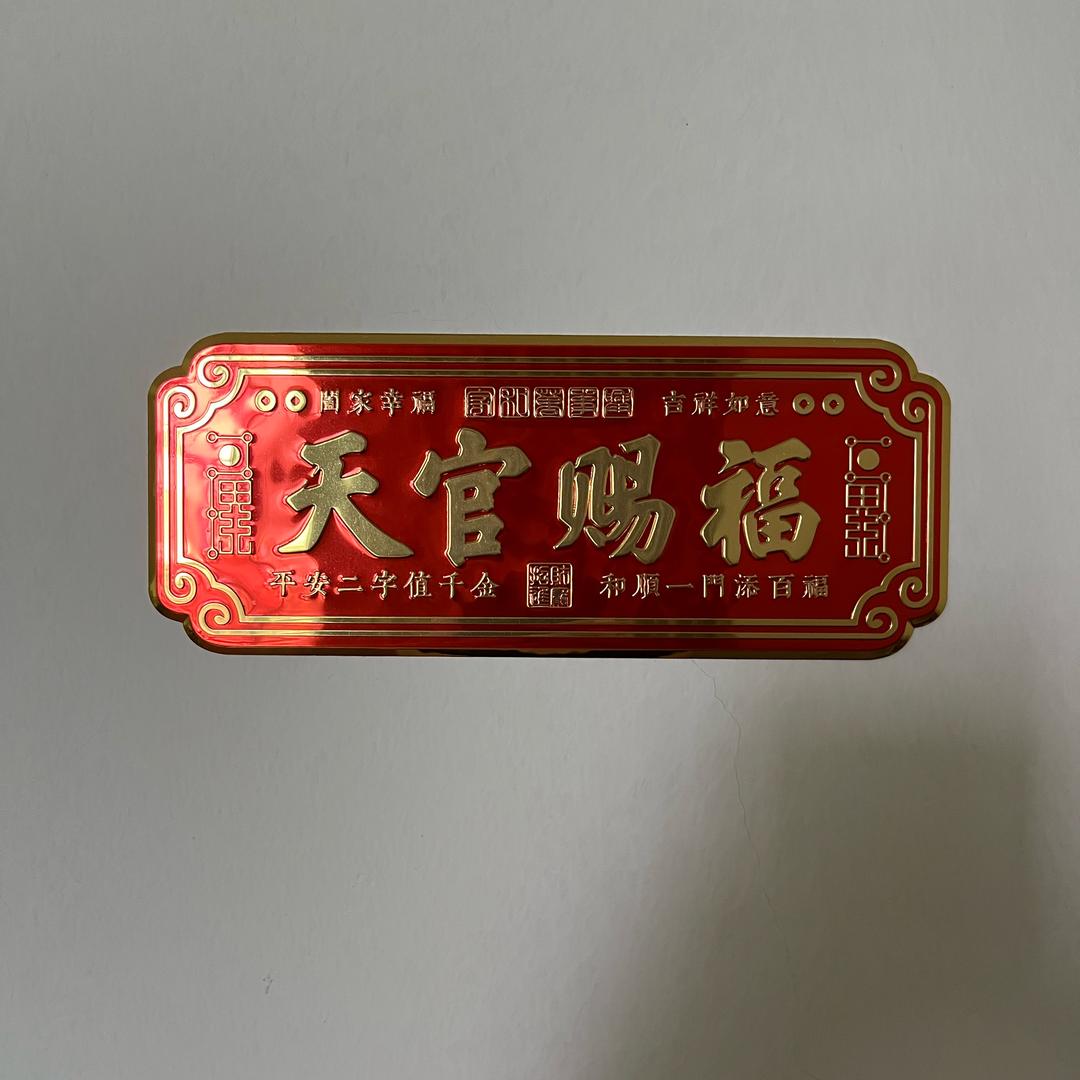 闔家幸福 吉祥如意
天官赐福
平安二字值千金 和順一門添百福